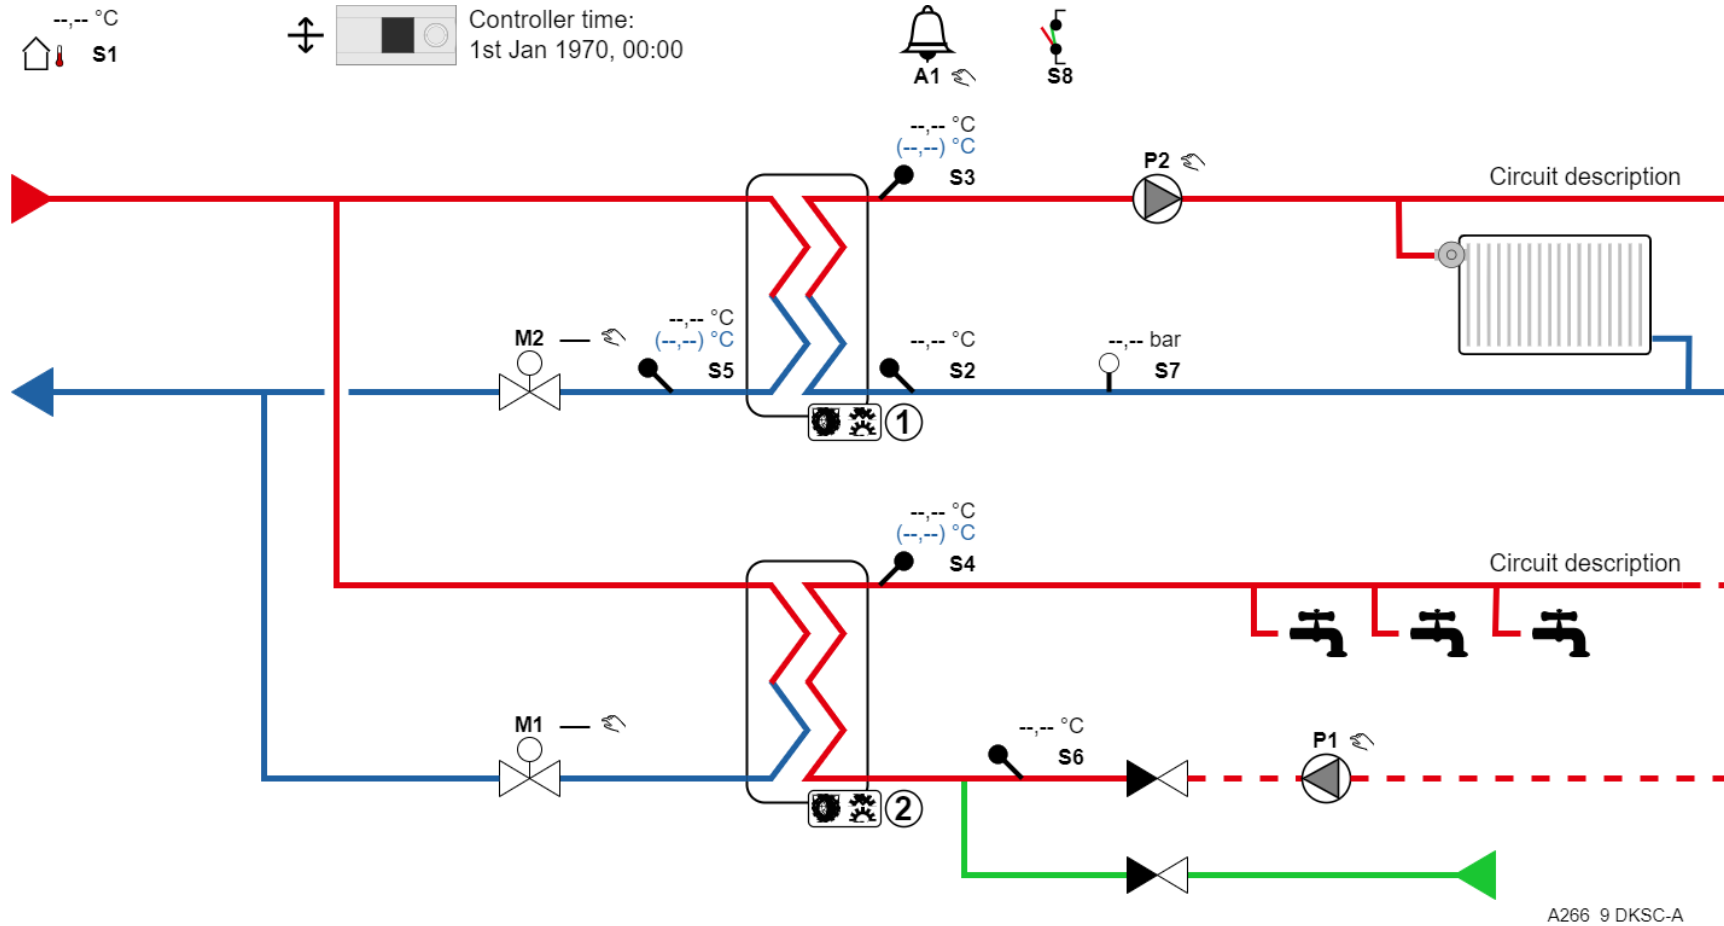 --,-- °C
S1
Controller time:
1st Jan 1970, 00:00
A1
S8
--,-- °C
(--,--) °C
S3
P2
Circuit description
M2
--,-- °C
(--,--) °C
S5
--,-- °C
S2
--,-- bar
S7
1
--,-- °C
(--,--) °C
S4
Circuit description
M1
--,-- °C
S6
P1
2
A266 9 DKSC-A